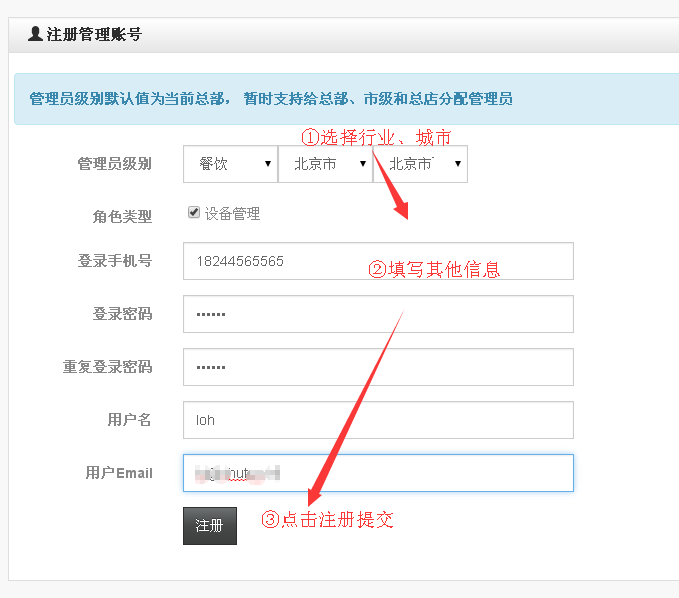 注册管理账号
管理员级别默认值为当前总部， 暂时支持给总部、市级和总店分配管理员
①选择行业、城市
管理员级别 餐饮 北京市 北京市
角色类型 设备管理
登录手机号 18244565565
②填写其他信息
登录密码 ••••••
重复登录密码 ••••••
用户名 loh
用户Email
注册 ③点击注册提交